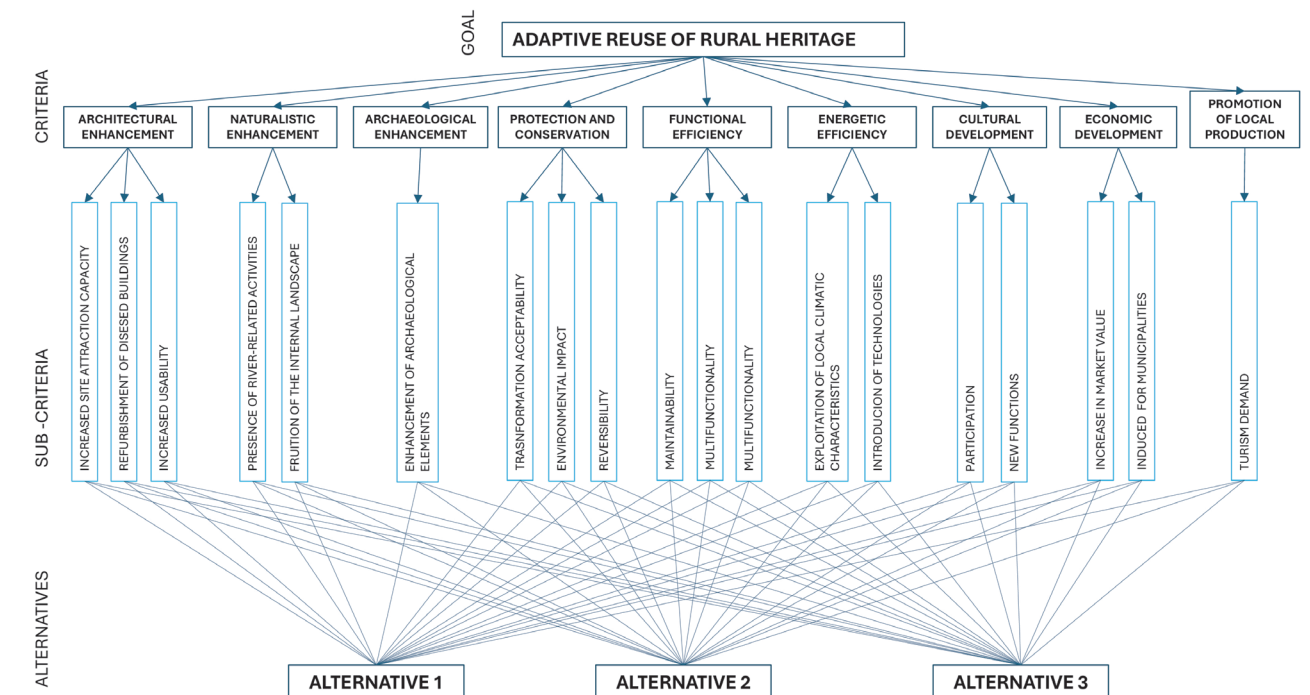 GOAL
ADAPTIVE REUSE OF RURAL HERITAGE
CRITERIA
ARCHITECTURAL
ENHANCEMENT
NATURALISTIC
ENHANCEMENT
ARCHAEOLOGICAL
ENHANCEMENT
PROTECTION AND
CONSERVATION
FUNCTIONAL
EFFICIENCY
ENERGETIC
EFFICIENCY
CULTURAL
DEVELOPMENT
ECONOMIC
DEVELOPMENT
PROMOTION
OF LOCAL
PRODUCTION
SUB -CRITERIA
INCREASED SITE ATTRACTION CAPACITY
REFURBISHMENT OF DISESED BUILDINGS
INCREASED USABILITY
PRESENCE OF RIVER-RELATED ACTIVITIES
FRUITION OF THE INTERNAL LANDSCAPE
ENHANCEMENT OF ARCHAEOLOGICAL
ELEMENTS
TRASNFORMATION ACCEPTABILITY
ENVIRONMENTAL IMPACT
REVERSIBILITY
MAINTAINABILITY
MULTIFUNCTIONALITY
MULTIFUNCTIONALITY
EXPLOITATION OF LOCAL CLIMATIC
CHARACTERISTICS
INTRODUCION OF TECHNOLOGIES
PARTICIPATION
NEW FUNCTIONS
INCREASE IN MARKET VALUE
INDUCED FOR MUNICIPALITIES
TURISM DEMAND
ALTERNATIVES
ALTERNATIVE 1
ALTERNATIVE 2
ALTERNATIVE 3